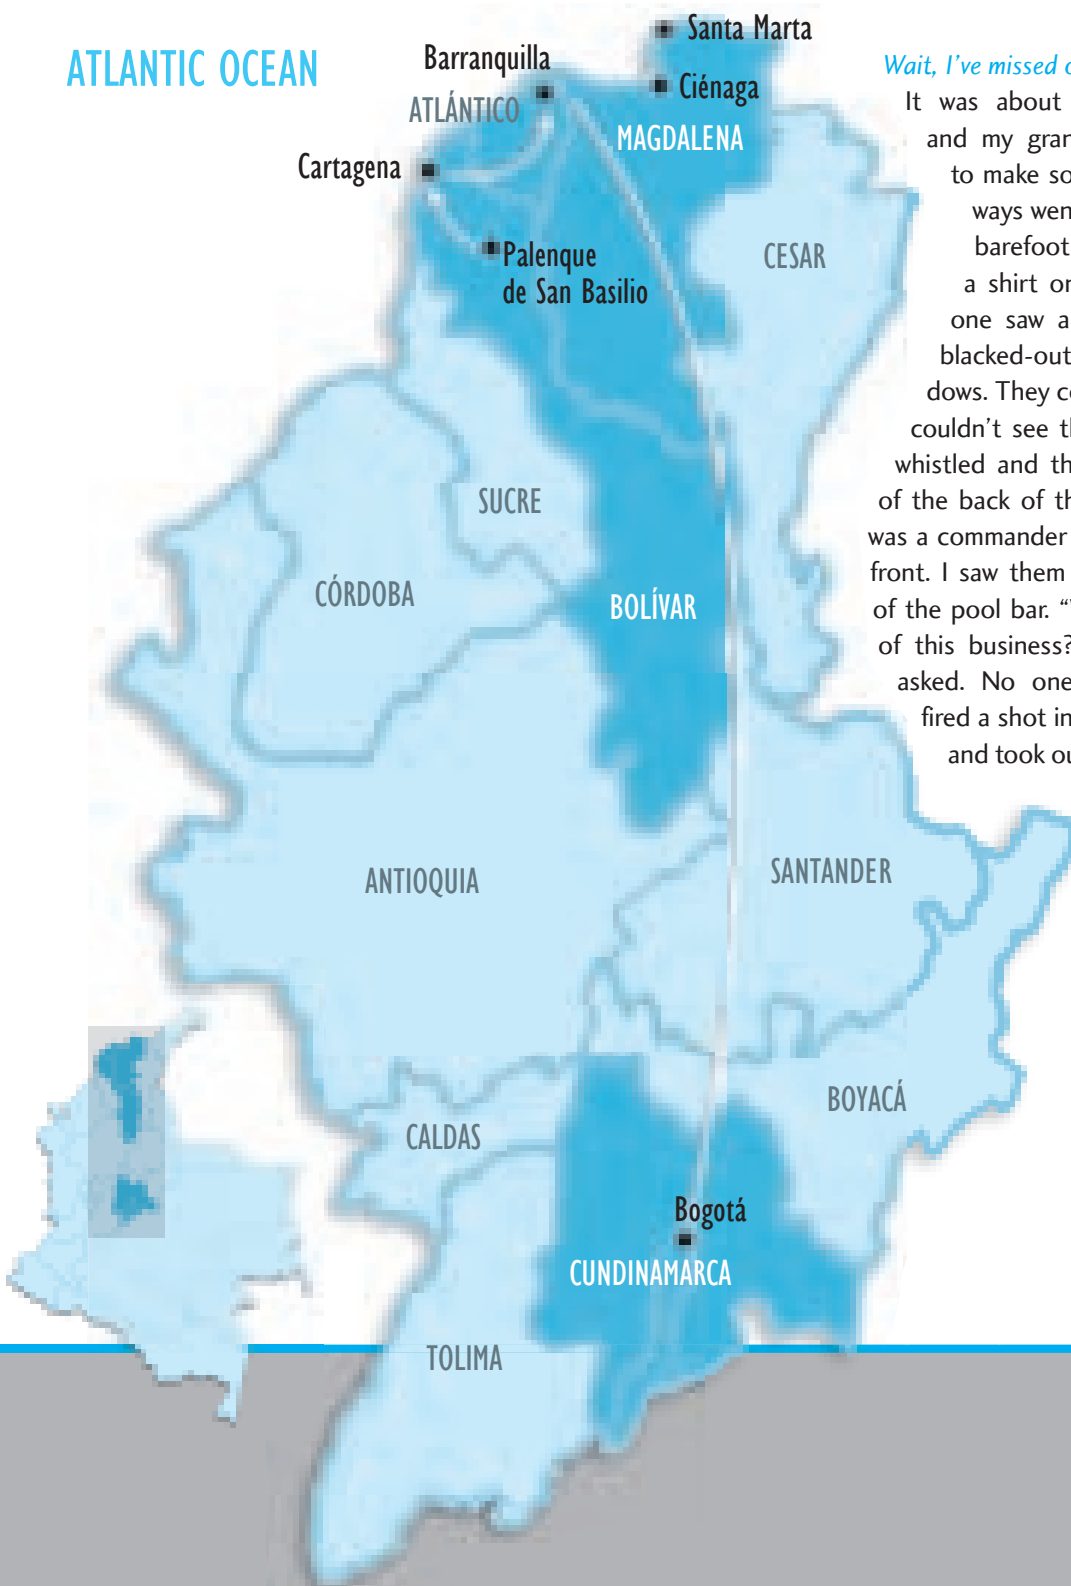 ATLANTIC OCEAN
Santa Marta
Barranquilla
Ciénaga
ATLÁNTICO
MAGDALENA
Cartagena
CESAR
Palenque
de San Basilio
SUCRE
CÓRDOBA
BOLÍVAR
ANTIOQUIA
SANTANDER
BOYACÁ
CALDAS
Bogotá
CUNDINAMARCA
TOLIMA
Wait, I've missed
It was about
and my gran
to make so
ways wen
barefoot
a shirt or
one saw a
blacked-out
dows. They c
couldn't see th
whistled and th
of the back of th
was a commander
front. I saw them
of the pool bar. "
of this business?
asked. No one
fired a shot in
and took ou